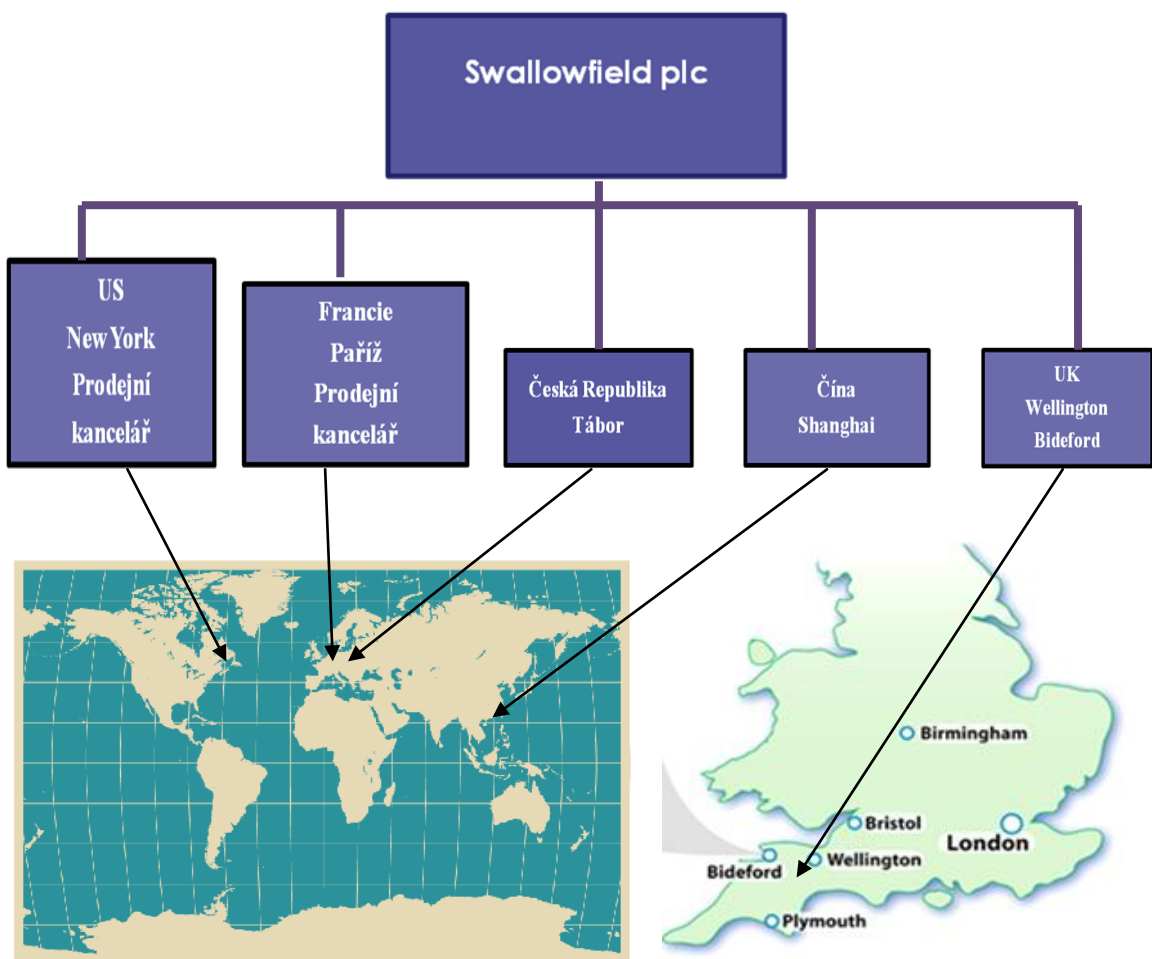 Swallowfield plc
US
New York
Prodejní
kancelář
Francie
Paříž
Prodejní
kancelář
Česká Republika
Tábor
Čína
Shanghai
UK
Wellington
Bideford
Birmingham
Bristol
London
Wellington
Bideford
Plymouth